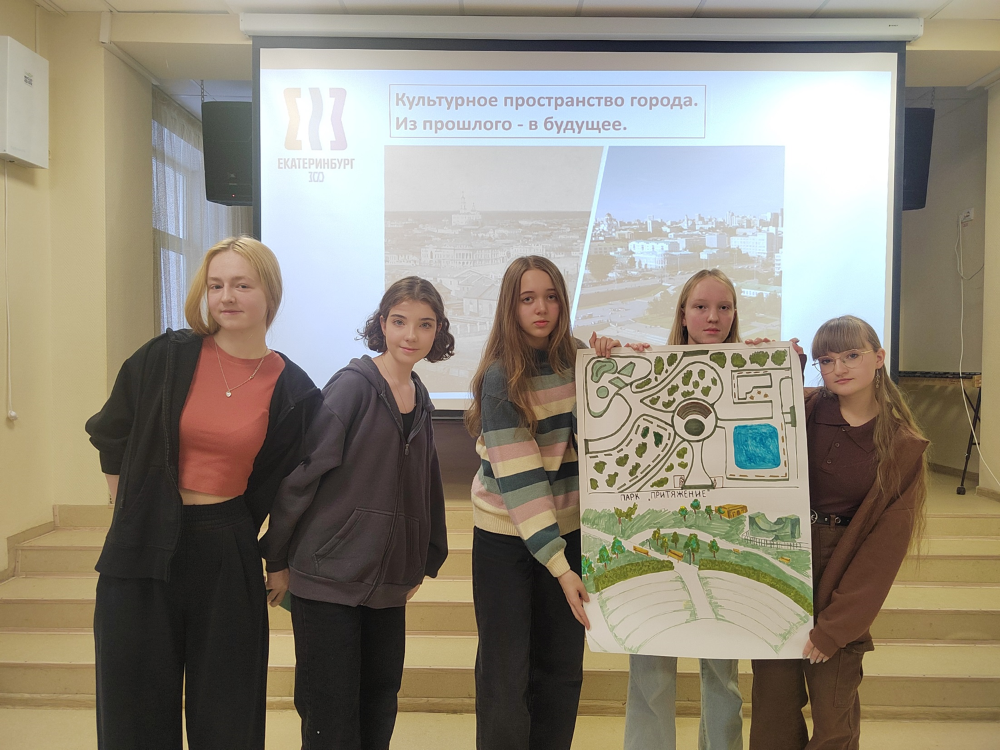 Культурное пространство города.
Из прошлого - в будущее.
ЕКАТЕРИНБУРГ
300
ПАРК "ПРИТЯЖЕНИЕ"